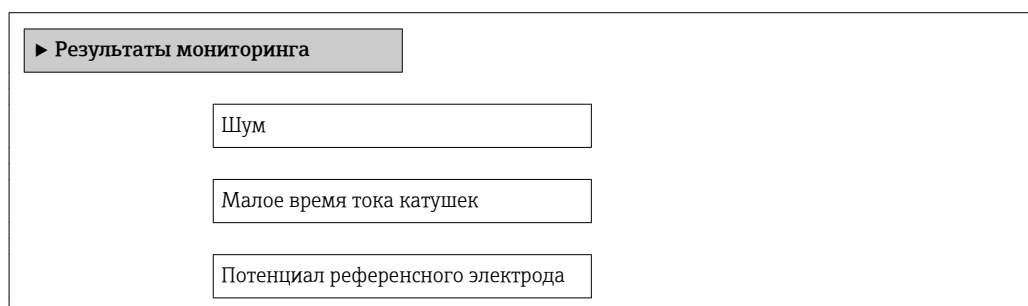 ▶ Результаты мониторинга
Шум
Малое время тока катушек
Потенциал референсного электрода